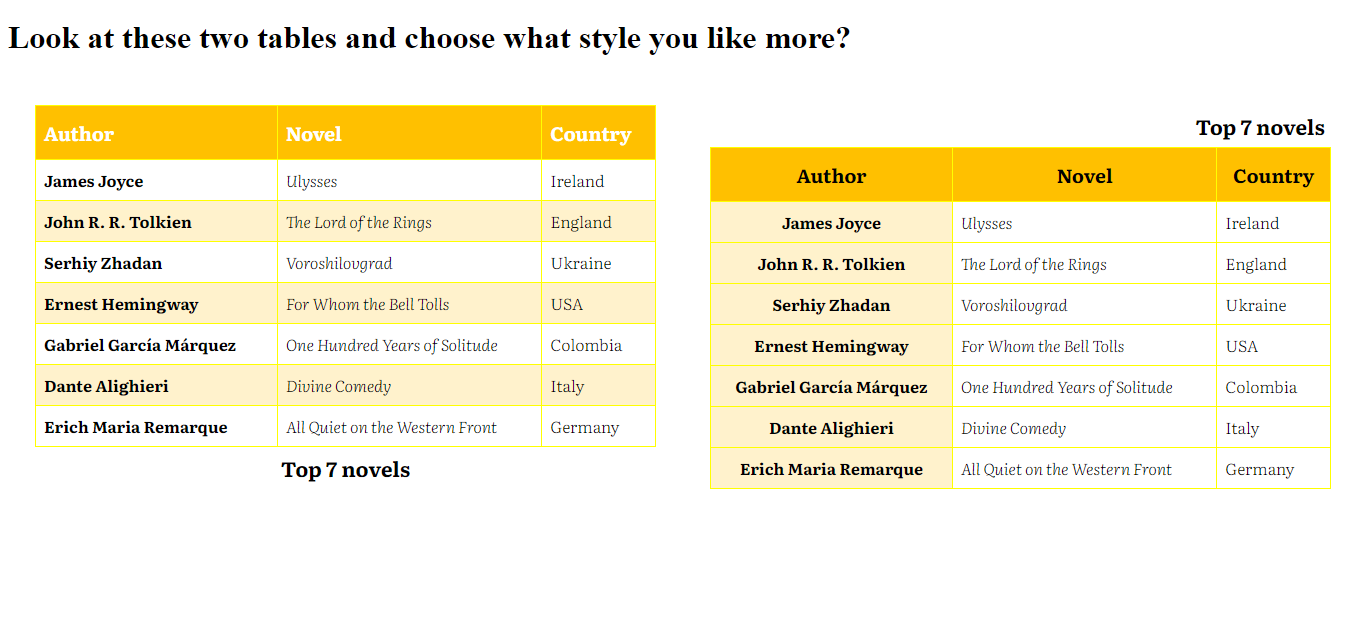 Look at these two tables and choose what style you like more?
Author Novel Country
James Joyce Ulysses Ireland
John R. R. Tolkien The Lord of the Rings England
Serhiy Zhadan Voroshilovgrad Ukraine
Ernest Hemingway For Whom the Bell Tolls USA
Gabriel García Márquez One Hundred Years of Solitude Colombia
Dante Alighieri Divine Comedy Italy
Erich Maria Remarque All Quiet on the Western Front Germany
Top 7 novels
Top 7 novels
Author Novel Country
James Joyce Ulysses Ireland
John R. R. Tolkien The Lord of the Rings England
Serhiy Zhadan Voroshilovgrad Ukraine
Ernest Hemingway For Whom the Bell Tolls USA
Gabriel García Márquez One Hundred Years of Solitude Colombia
Dante Alighieri Divine Comedy Italy
Erich Maria Remarque All Quiet on the Western Front Germany